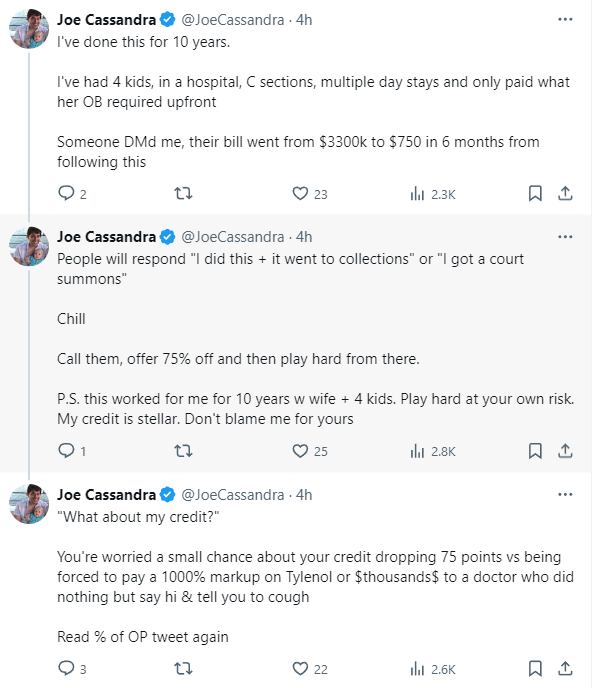 Joe Cassandra @JoeCassandra · 4h
I've done this for 10 years.
I've had 4 kids, in a hospital, C sections, multiple day stays and only paid what
her OB required upfront
Someone DMd me, their bill went from $3300k to $750 in 6 months from
following this
2 23 2.3K
Joe Cassandra @JoeCassandra · 4h
People will respond "I did this + it went to collections" or "I got a court
summons"
Chill
Call them, offer 75% off and then play hard from there.
P.S. this worked for me for 10 years w wife + 4 kids. Play hard at your own risk.
My credit is stellar. Don't blame me for yours
1 25 2.8K
Joe Cassandra @JoeCassandra · 4h
"What about my credit?"
You're worried a small chance about your credit dropping 75 points vs being
forced to pay a 1000% markup on Tylenol or $thousands$ to a doctor who did
nothing but say hi & tell you to cough
Read % of OP tweet again
3 22 2.6K